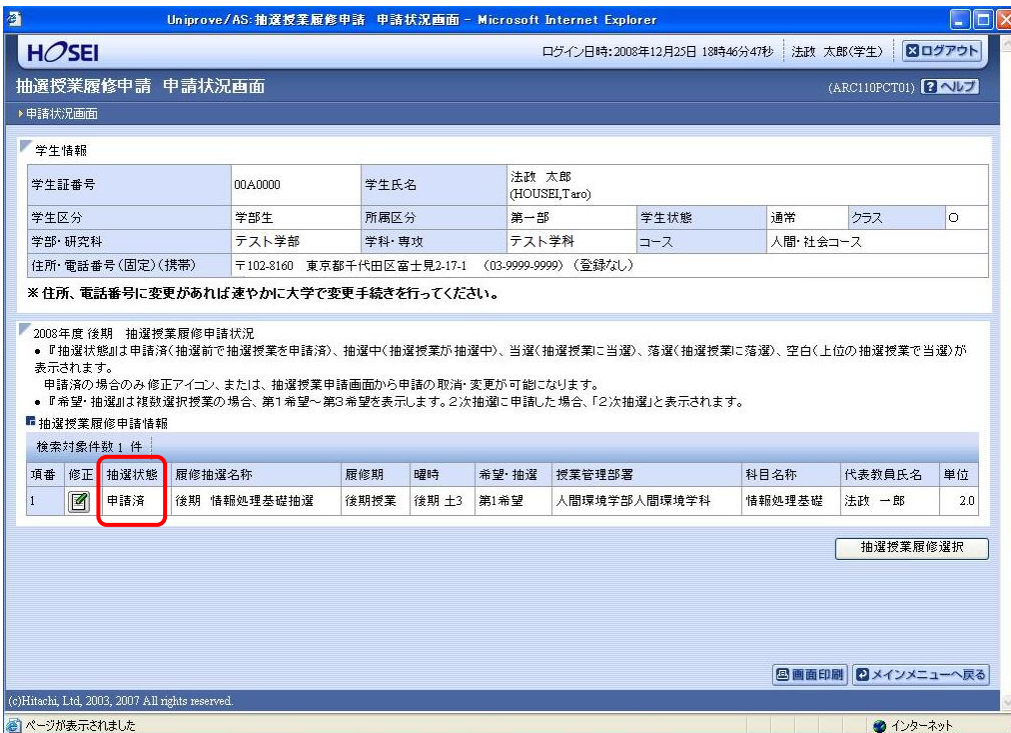 Uniprove/AS:抽選授業履修申請　申請状況画面 - Microsoft Internet Explorer
HOSEI
ログイン日時:2008年12月25日 18時46分47秒 法政 太郎(学生) ログアウト
抽選授業履修申請 申請状況画面 (ARC110PCT01) ? ヘルプ
申請状況画面
学生情報
学生証番号 00A0000 学生氏名 法政 太郎
(HOUSEI,Taro)
学生区分 学部生 所属区分 第一部 学生状態 通常 クラス O
学部・研究科 テスト学部 学科・専攻 テスト学科 コース 人間・社会コース
住所・電話番号(固定)(携帯) 〒102-8160 東京都千代田区富士見2-17-1 (03-9999-9999) (登録なし)
※住所、電話番号に変更があれば速やかに大学で変更手続きを行ってください。
2008年度 後期 抽選授業履修申請状況
● 『抽選状態』は申請済(抽選前で抽選授業を申請済)、抽選中(抽選授業が抽選中)、当選(抽選授業に当選)、落選(抽選授業に落選)、空白(上位の抽選授業で当選)が
表示されます。
申請済の場合のみ修正アイコン、または、抽選授業申請画面から申請の取消・変更が可能になります。
● 『希望・抽選』は複数選択授業の場合、第1希望～第3希望を表示します。2次抽選に申請した場合、「2次抽選」と表示されます。
抽選授業履修申請情報
検索対象件数 1 件
項番 修正 抽選状態 履修抽選名称 履修期 曜時 希望・抽選 授業管理部署 科目名称 代表教員氏名 単位
1 申請済 後期 情報処理基礎抽選 後期授業 後期 土3 第1希望 人間環境学部人間環境学科 情報処理基礎 法政 一郎 2.0
抽選授業履修選択
画面印刷 メインメニューへ戻る
(c)Hitachi, Ltd, 2003, 2007 All rights reserved.
ページが表示されました インターネット